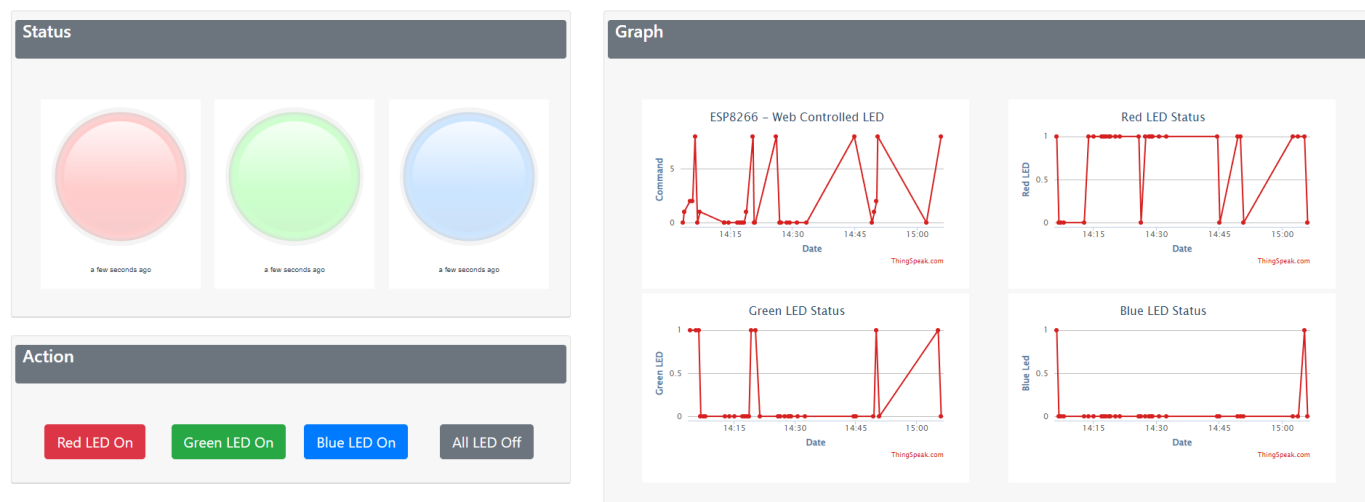 Status
a few seconds ago
a few seconds ago
a few seconds ago
Action
Red LED On
Green LED On
Blue LED On
All LED Off
Graph
ESP8266 - Web Controlled LED
Command
5
0
14:15 14:30 14:45 15:00
Date
ThingSpeak.com
Red LED Status
Red LED
1
0.5
0
14:15 14:30 14:45 15:00
Date
ThingSpeak.com
Green LED Status
Green LED
1
0.5
0
14:15 14:30 14:45 15:00
Date
ThingSpeak.com
Blue LED Status
Blue Led
1
0.5
0
14:15 14:30 14:45 15:00
Date
ThingSpeak.com